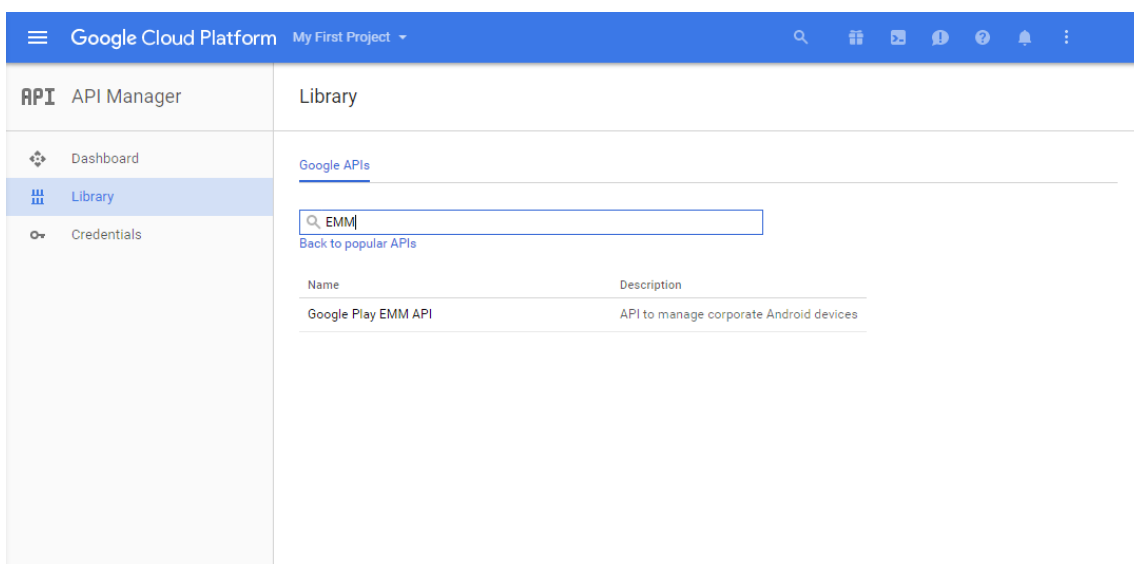 Google Cloud Platform My First Project
API API Manager
Library
Dashboard
Library
Credentials
Google APIs
EMM
Back to popular APIs
Name Description
Google Play EMM API API to manage corporate Android devices